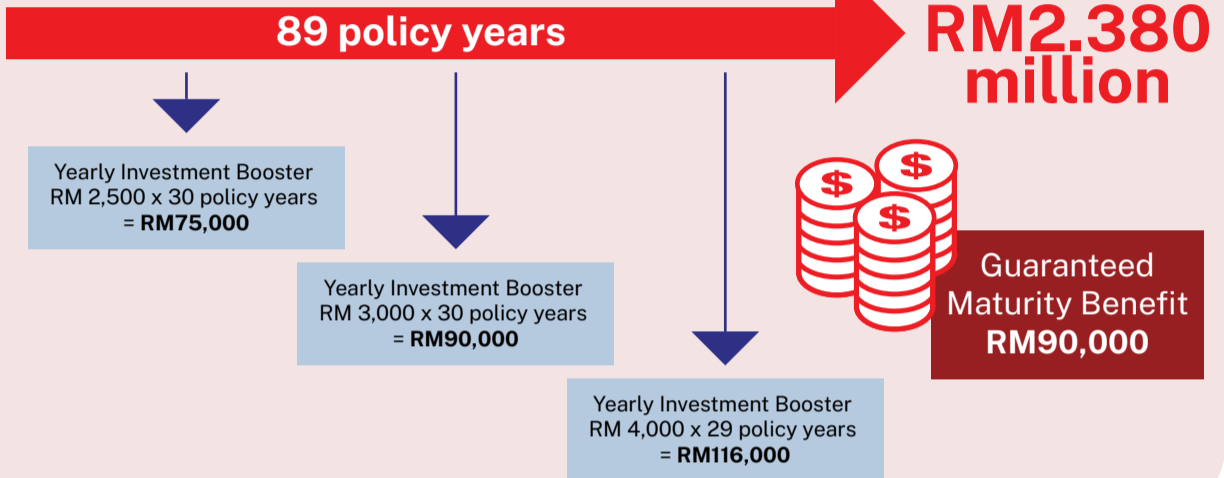 89 policy years
RM2.380
million
Yearly Investment Booster
RM 2,500 x 30 policy years
= RM75,000
Yearly Investment Booster
RM 3,000 x 30 policy years
= RM90,000
Yearly Investment Booster
RM 4,000 x 29 policy years
= RM116,000
$
$
$
Guaranteed
Maturity Benefit
RM90,000